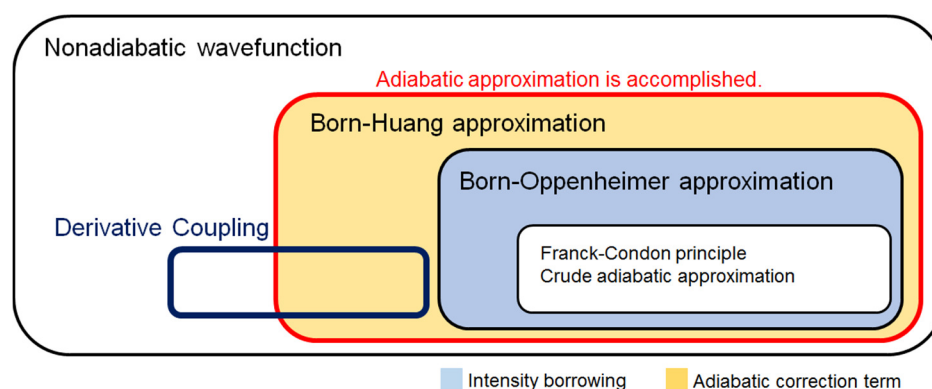 Nonadiabatic wavefunction
Adiabatic approximation is accomplished.
Born-Huang approximation
Born-Oppenheimer approximation
Derivative Coupling
Franck-Condon principle
Crude adiabatic approximation
Intensity borrowing
Adiabatic correction term